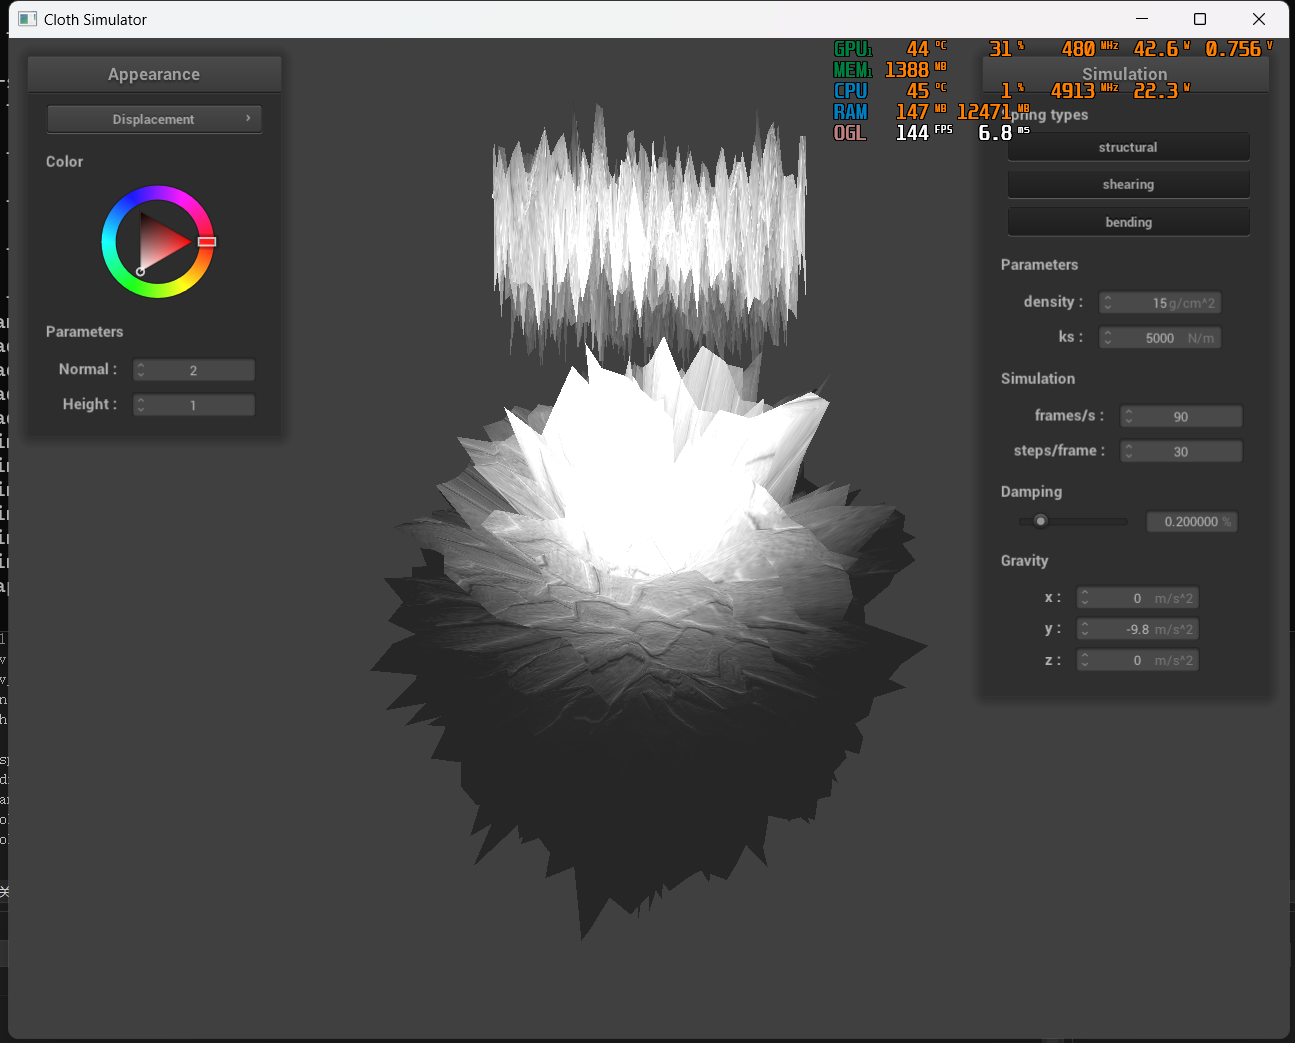 Cloth Simulator
GPU1 44 °C 31 % 480 MHz 42.6 W 0.756 V
MEM1 1388 MB
CPU 45 °C 1 % 4913 MHz 22.3 W
RAM 147 MB 12471 MB
OGL 144 FPS 6.8 ms
Appearance
Displacement
Color
Parameters
Normal : 2
Height : 1
Simulation
types
structural
shearing
bending
Parameters
density : 15 g/cm^2
ks : 5000 N/m
Simulation
frames/s : 90
steps/frame : 30
Damping
0.200000 %
Gravity
x : 0 m/s^2
y : -9.8 m/s^2
z : 0 m/s^2